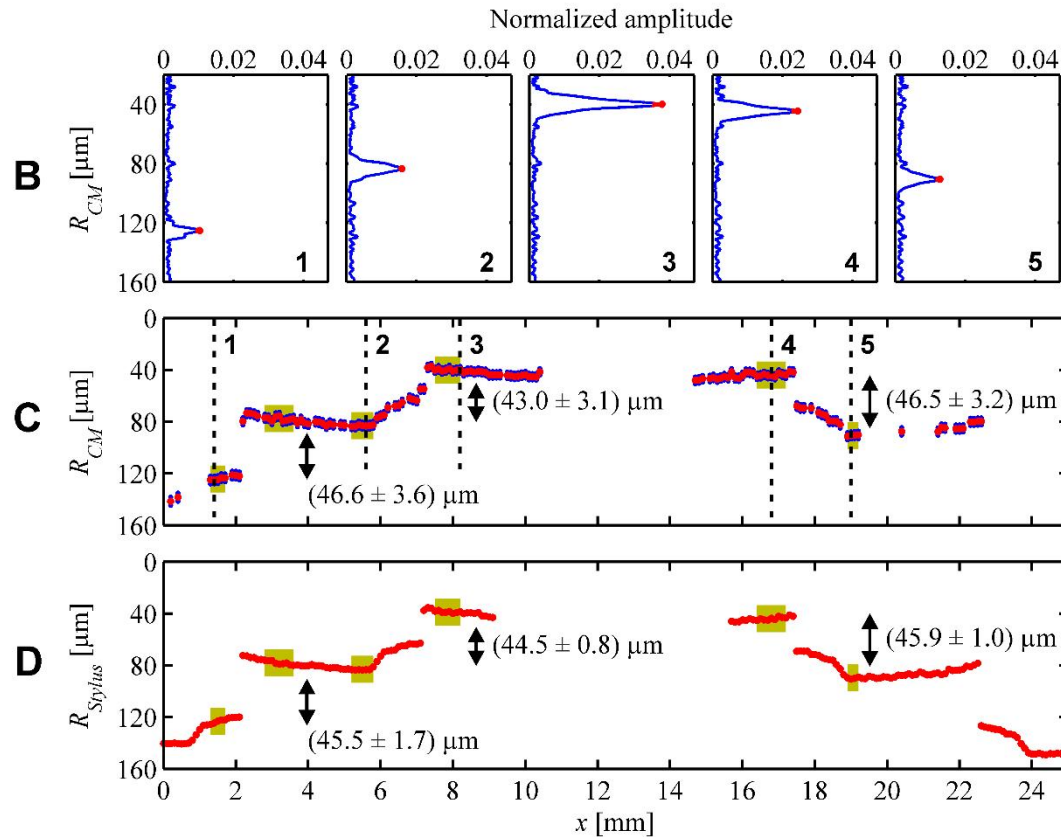 Normalized amplitude
0 0.02 0.04 0 0.02 0.04 0 0.02 0.04 0 0.02 0.04 0 0.02 0.04
B
R_CM [μm]
40
80
120
160
1 2 3 4 5
C
R_CM [μm]
0
40
80
120
160
1 2 3 4 5
(43.0 ± 3.1) μm
(46.5 ± 3.2) μm
(46.6 ± 3.6) μm
D
R_Stylus [μm]
0
40
80
120
160
(44.5 ± 0.8) μm
(45.9 ± 1.0) μm
(45.5 ± 1.7) μm
0 2 4 6 8 10 12 14 16 18 20 22 24
x [mm]